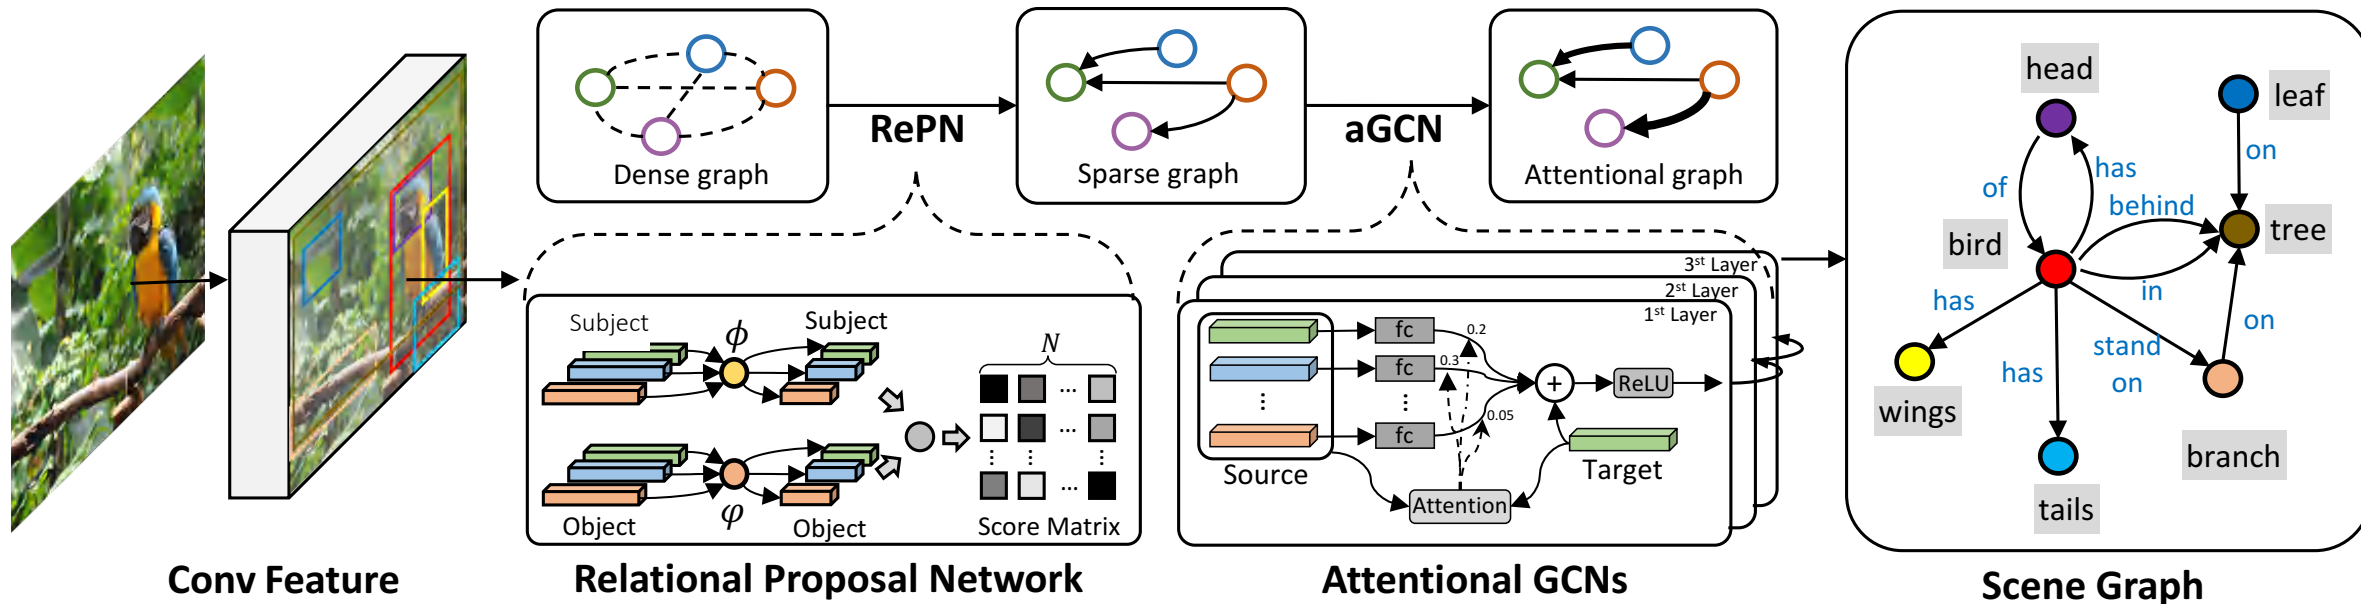 Dense graph
RePN
Sparse graph
aGCN
Attentional graph
Subject
ϕ
Subject
Object
φ
Object
N
...
...
...
Score Matrix
3st Layer
2st Layer
1st Layer
fc
0.2
fc
0.3
fc
0.05
+
ReLU
Source
Target
Attention
head
leaf
has
on
of
behind
bird
tree
in
has
on
stand
on
has
wings
branch
tails
Conv Feature
Relational Proposal Network
Attentional GCNs
Scene Graph